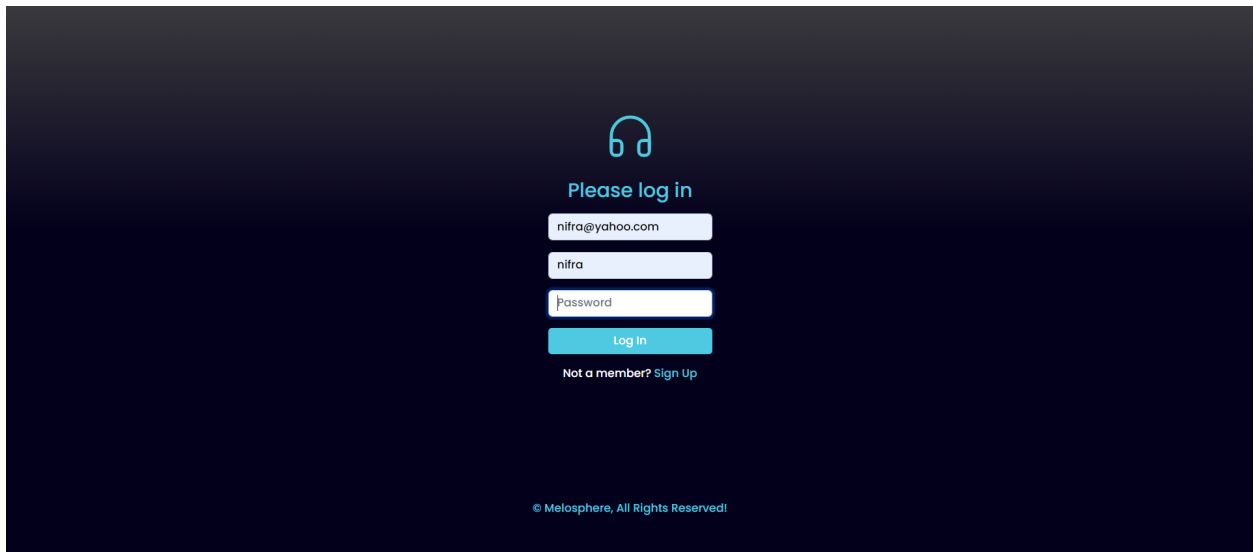 Please log in
nifra@yahoo.com
nifra
Password
Log In
Not a member? Sign Up
© Melosphere, All Rights Reserved!